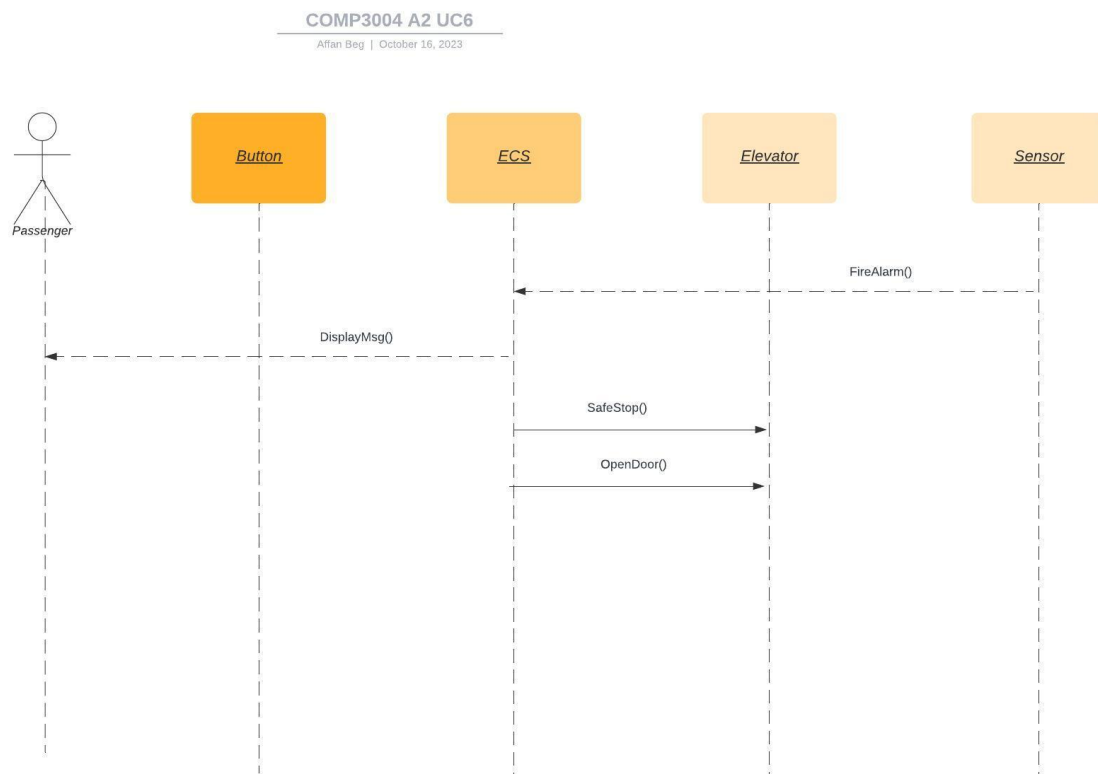 COMP3004 A2 UC6
Affan Beg | October 16, 2023
Button
ECS
Elevator
Sensor
Passenger
FireAlarm()
DisplayMsg()
SafeStop()
OpenDoor()